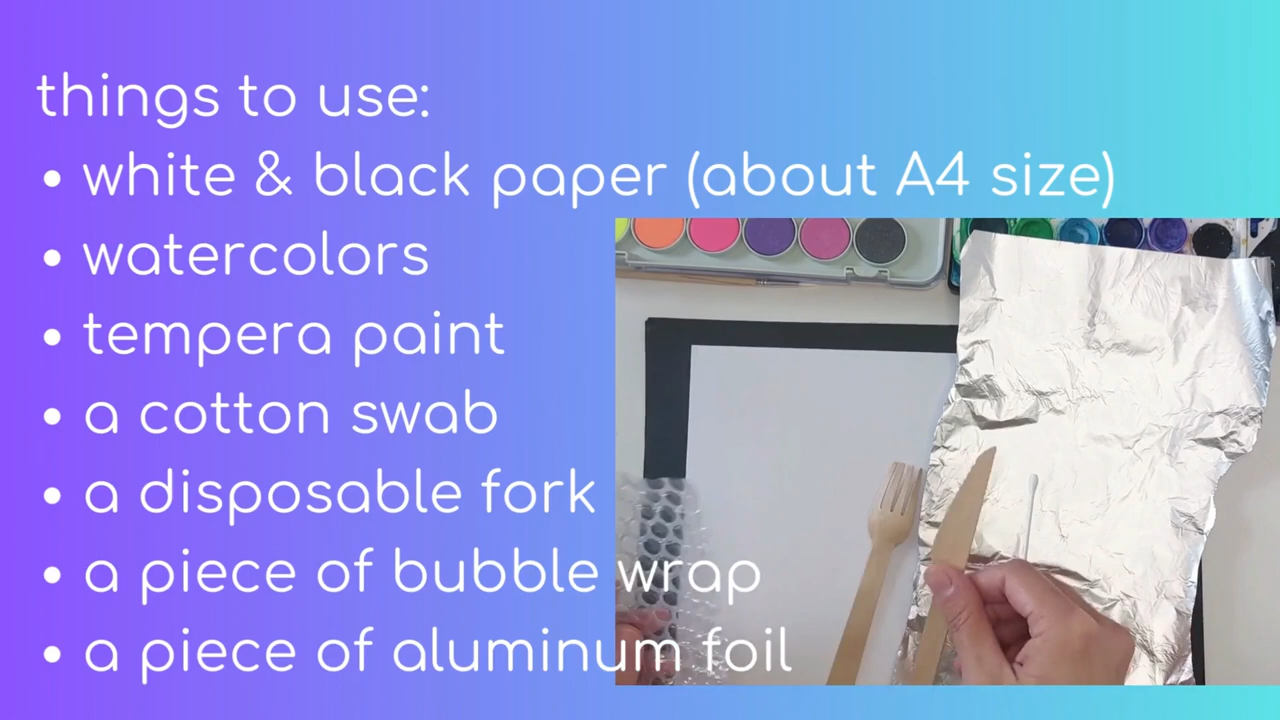 things to use:
• white & black paper (about A4 size)
• watercolors
• tempera paint
• a cotton swab
• a disposable fork
• a piece of bubble wrap
• a piece of aluminum foil